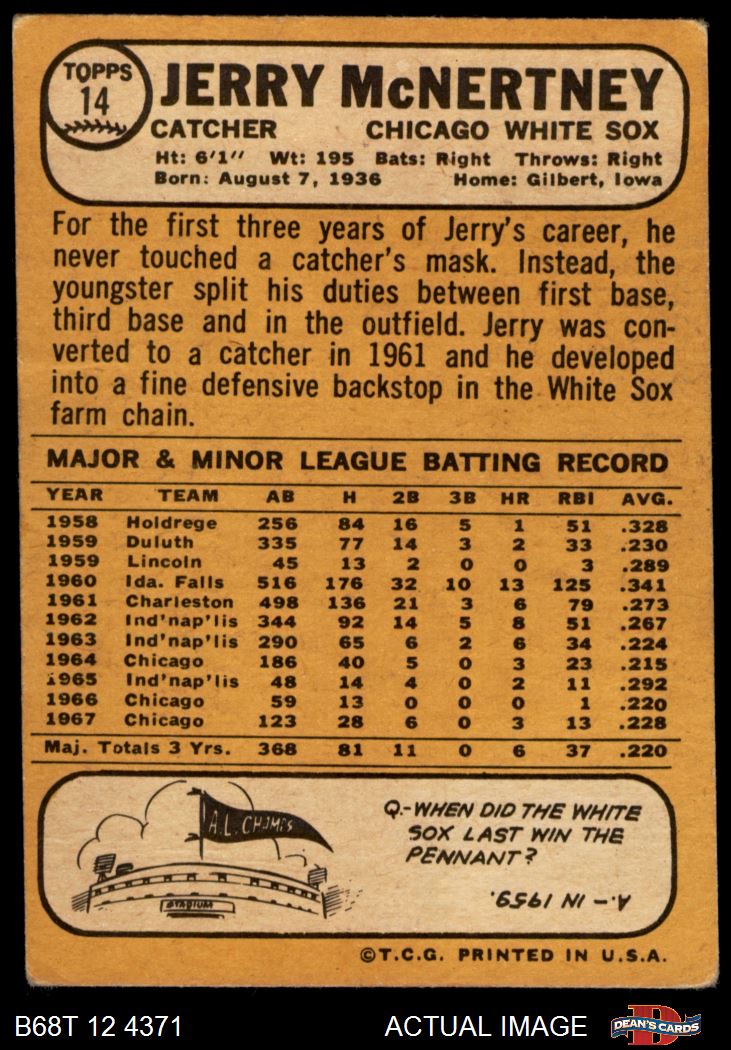 TOPPS
14
JERRY McNERTNEY
CATCHER CHICAGO WHITE SOX
Ht: 6'1" Wt: 195 Bats: Right Throws: Right
Born: August 7, 1936 Home: Gilbert, Iowa
For the first three years of Jerry's career, he
never touched a catcher's mask. Instead, the
youngster split his duties between first base,
third base and in the outfield. Jerry was con-
verted to a catcher in 1961 and he developed
into a fine defensive backstop in the White Sox
farm chain.
MAJOR & MINOR LEAGUE BATTING RECORD
YEAR TEAM AB H 2B 3B HR RBI AVG.
1958 Holdrege 256 84 16 5 1 51 .328
1959 Duluth 335 77 14 3 2 33 .230
1959 Lincoln 45 13 2 0 0 3 .289
1960 Ida. Falls 516 176 32 10 13 125 .341
1961 Charleston 498 136 21 3 6 79 .273
1962 Ind'nap'lis 344 92 14 5 8 51 .267
1963 Ind'nap'lis 290 65 6 2 6 34 .224
1964 Chicago 186 40 5 0 3 23 .215
1965 Ind'nap'lis 48 14 4 0 2 11 .292
1966 Chicago 59 13 0 0 0 1 .220
1967 Chicago 123 28 6 0 3 13 .228
Maj. Totals 3 Yrs. 368 81 11 0 6 37 .220
A.L. CHAMPS
STADIUM
Q.-WHEN DID THE WHITE
SOX LAST WIN THE
PENNANT?
A.- IN 1959.
©T.C.G. PRINTED IN U.S.A.
B68T 12 4371 ACTUAL IMAGE DEAN'S CARDS